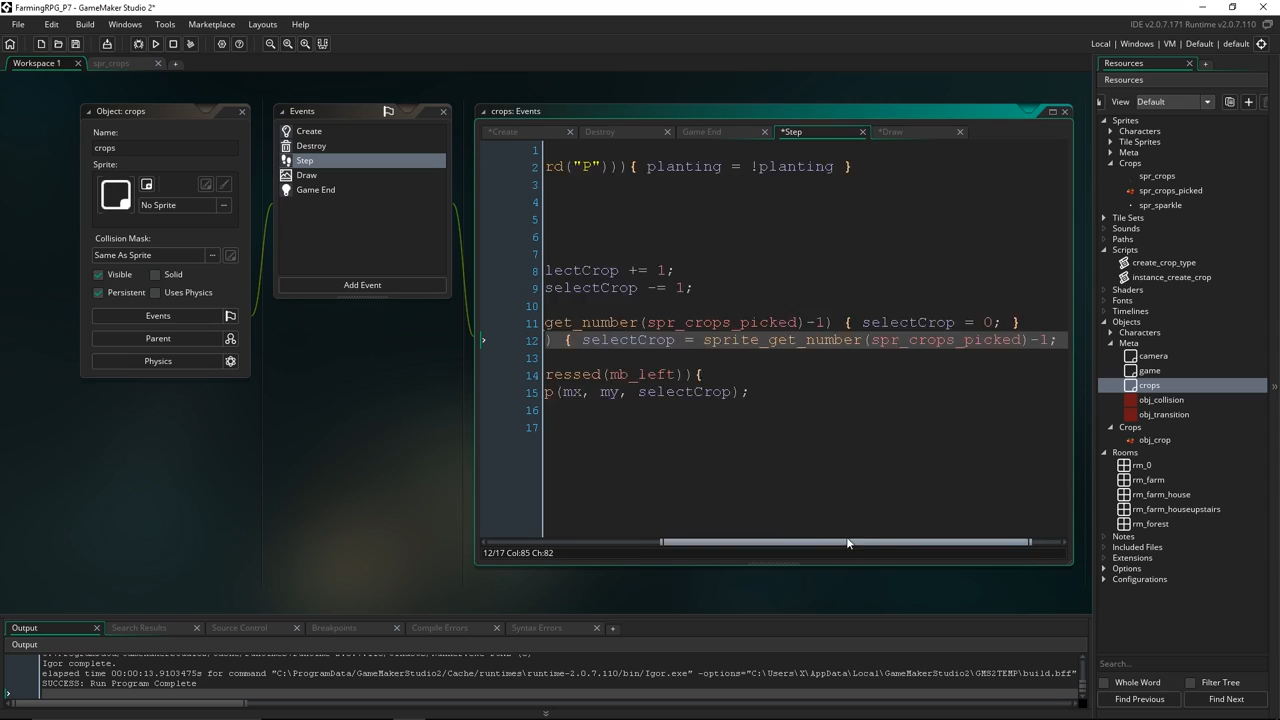 FarmingRPG_P7 - GameMaker Studio 2*
File Edit Build Windows Tools Marketplace Layouts Help Step
IDE v2.0.7.171 Runtime v2.0.7.110
Local | Windows | VM | Default | default
Workspace 1
spr_crops
Object: crops
Name:
crops
Sprite:
No Sprite
Collision Mask:
Same As Sprite
Visible Solid
Persistent Uses Physics
Events
Parent
Physics
Events
Create
Destroy
Step
Draw
Game End
Add Event
crops: Events
*Create Destroy Game End *Step *Draw
1
2 rd("P"))){ planting = !planting }
3
4
5
6
7
8 lectCrop += 1;
9 selectCrop -= 1;
10
11 get_number(spr_crops_picked)-1) { selectCrop = 0; }
12 ) { selectCrop = sprite_get_number(spr_crops_picked)-1;
13
14 ressed(mb_left)){
15 p(mx, my, selectCrop);
16
17
12/17 Col:85 Ch:82
Resources
Resources
View Default
Sprites
Characters
Tile Sprites
Meta
Crops
spr_crops
spr_crops_picked
spr_sparkle
Tile Sets
Sounds
Paths
Scripts
create_crop_type
instance_create_crop
Shaders
Fonts
Timelines
Objects
Characters
Meta
camera
game
crops
obj_collision
obj_transition
Crops
obj_crop
Rooms
rm_0
rm_farm
rm_farm_house
rm_farm_houseupstairs
rm_forest
Notes
Included Files
Extensions
Options
Configurations
Search...
Whole Word Filter Tree
Find Previous Find Next
Output Search Results Source Control Breakpoints Compile Errors Syntax Errors
Output
Igor complete.
elapsed time 00:00:13.9103475s for command "C:\ProgramData/GameMakerStudio2/Cache/runtimes\runtime-2.0.7.110/bin/Igor.exe" -options="C:\Users\X\AppData\Local\GameMakerStudio2\GMS2TEMP\build.bff"
SUCCESS: Run Program Complete